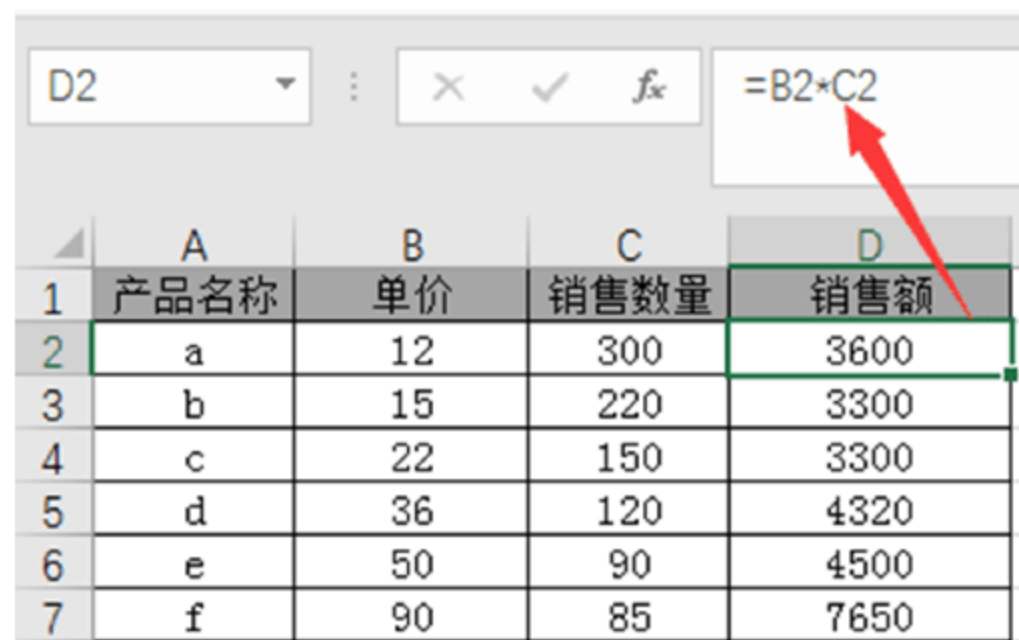 D2 fx =B2*C2
A B C D
1 产品名称 单价 销售数量 销售额
2 a 12 300 3600
3 b 15 220 3300
4 c 22 150 3300
5 d 36 120 4320
6 e 50 90 4500
7 f 90 85 7650